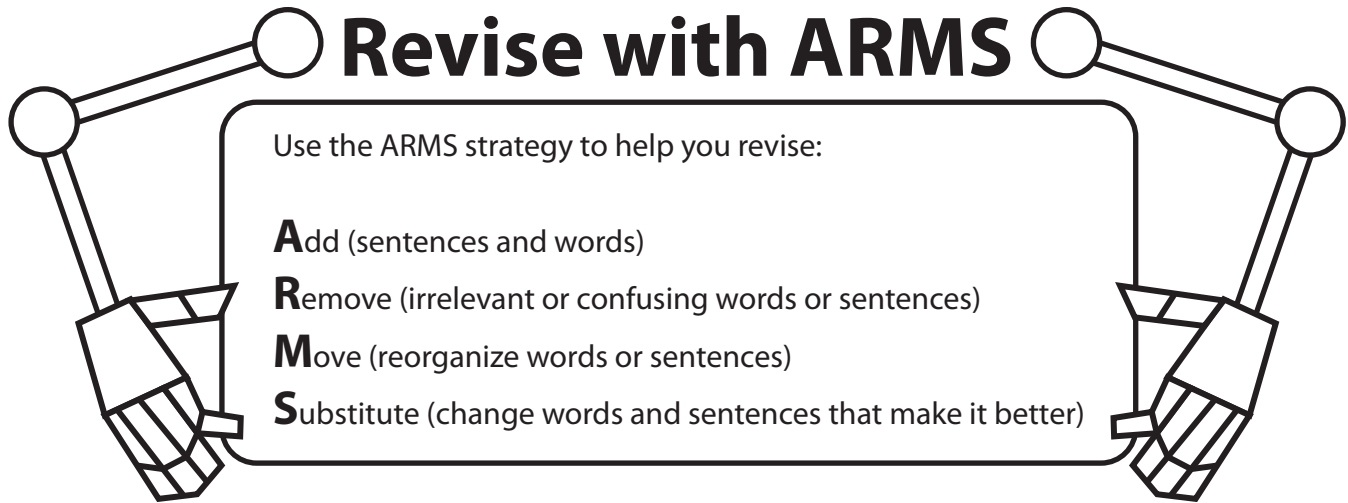 Revise with ARMS
Use the ARMS strategy to help you revise:
Add (sentences and words)
Remove (irrelevant or confusing words or sentences)
Move (reorganize words or sentences)
Substitute (change words and sentences that make it better)